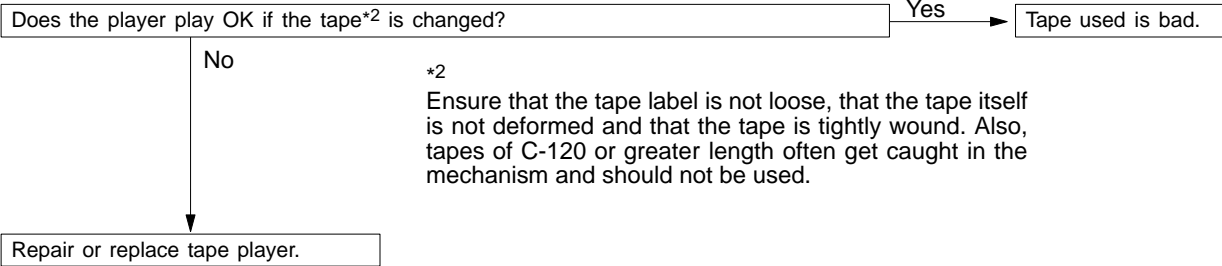 Does the player play OK if the tape*2 is changed?
Yes
Tape used is bad.
No
*2
Ensure that the tape label is not loose, that the tape itself
is not deformed and that the tape is tightly wound. Also,
tapes of C-120 or greater length often get caught in the
mechanism and should not be used.
Repair or replace tape player.